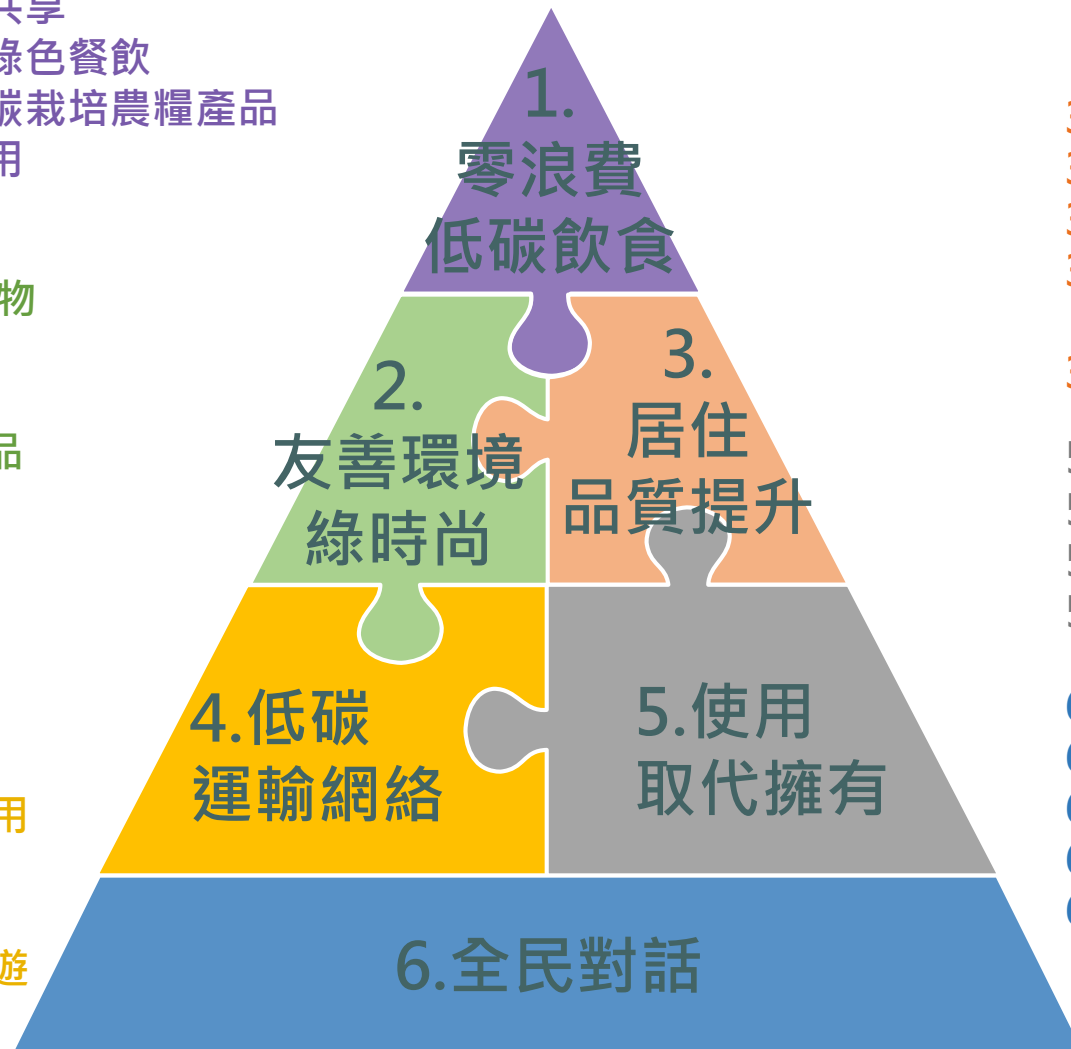 共享
綠色餐飲
碳栽培農糧產品
用
物
品
用
遊
1.
零浪費
低碳飲食
2.
友善環境
綠時尚
3.
居住
品質提升
4.低碳
運輸網絡
5.使用
取代擁有
6.全民對話